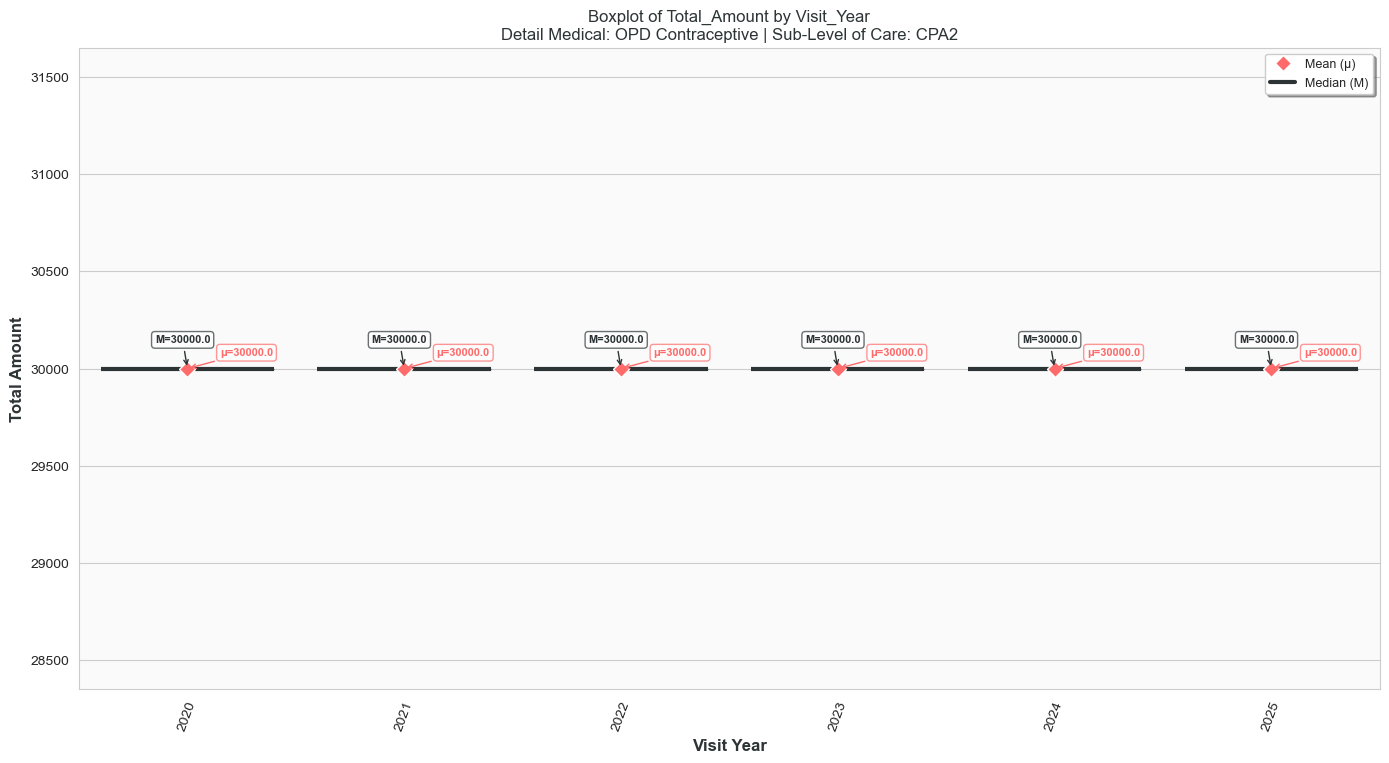 Boxplot of Total_Amount by Visit_Year
Detail Medical: OPD Contraceptive | Sub-Level of Care: CPA2
Mean (μ)
Median (M)
Total Amount
31500
31000
30500
30000
29500
29000
28500
M=30000.0
μ=30000.0
M=30000.0
μ=30000.0
M=30000.0
μ=30000.0
M=30000.0
μ=30000.0
M=30000.0
μ=30000.0
M=30000.0
μ=30000.0
2020
2021
2022
2023
2024
2025
Visit Year